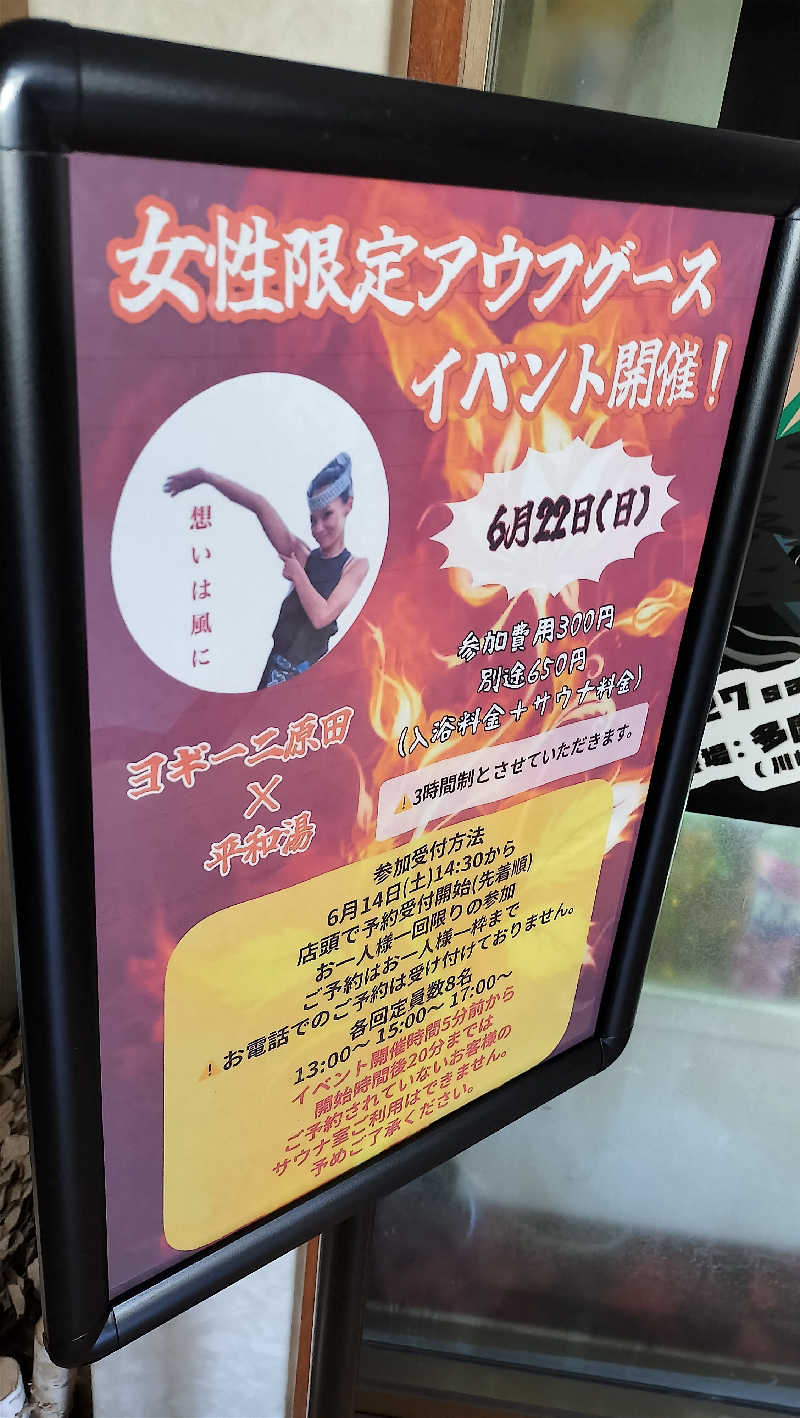 女性限定アウフグース
イベント開催！
想いは風に
6月22日(日)
参加費用300円
別途650円
(入浴料金＋サウナ料金)
⚠3時間制とさせていただきます。
ヨギーニ原田
×
平和湯
参加受付方法
6月14日(土)14:30から
店頭で予約受付開始(先着順)
お一人様一回限りの参加
ご予約はお一人様一枠まで
⚠お電話でのご予約は受け付けておりません。
各回定員数8名
13:00〜 15:00〜 17:00〜
イベント開催時間5分前から
開始時間後20分までは
ご予約されていないお客様の
サウナ室ご利用はできません。
予めご了承ください。
場：多